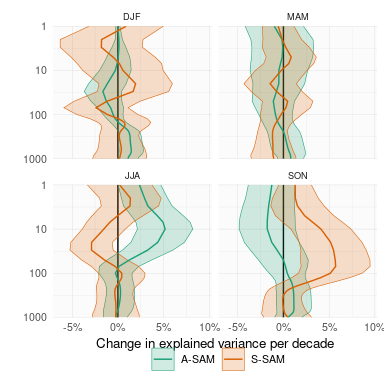 DJF
MAM
1
10
100
1000
JJA
SON
1
10
100
1000
-5% 0% 5% 10% -5% 0% 5% 10%
Change in explained variance per decade
A-SAM S-SAM